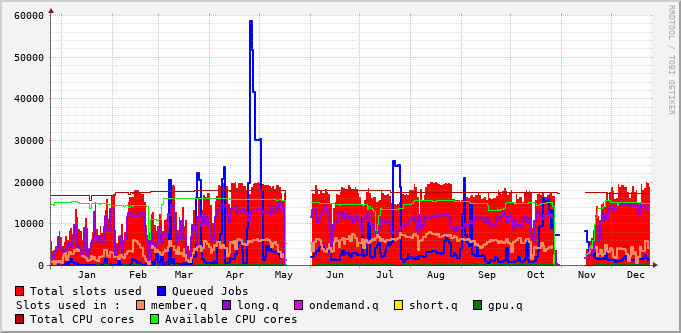 60000
50000
40000
30000
20000
10000
0
Jan Feb Mar Apr May Jun Jul Aug Sep Oct Nov Dec
RRDTOOL / TOBI OETIKER
Total slots used Queued Jobs
Slots used in : member.q long.q ondemand.q short.q gpu.q
Total CPU cores Available CPU cores